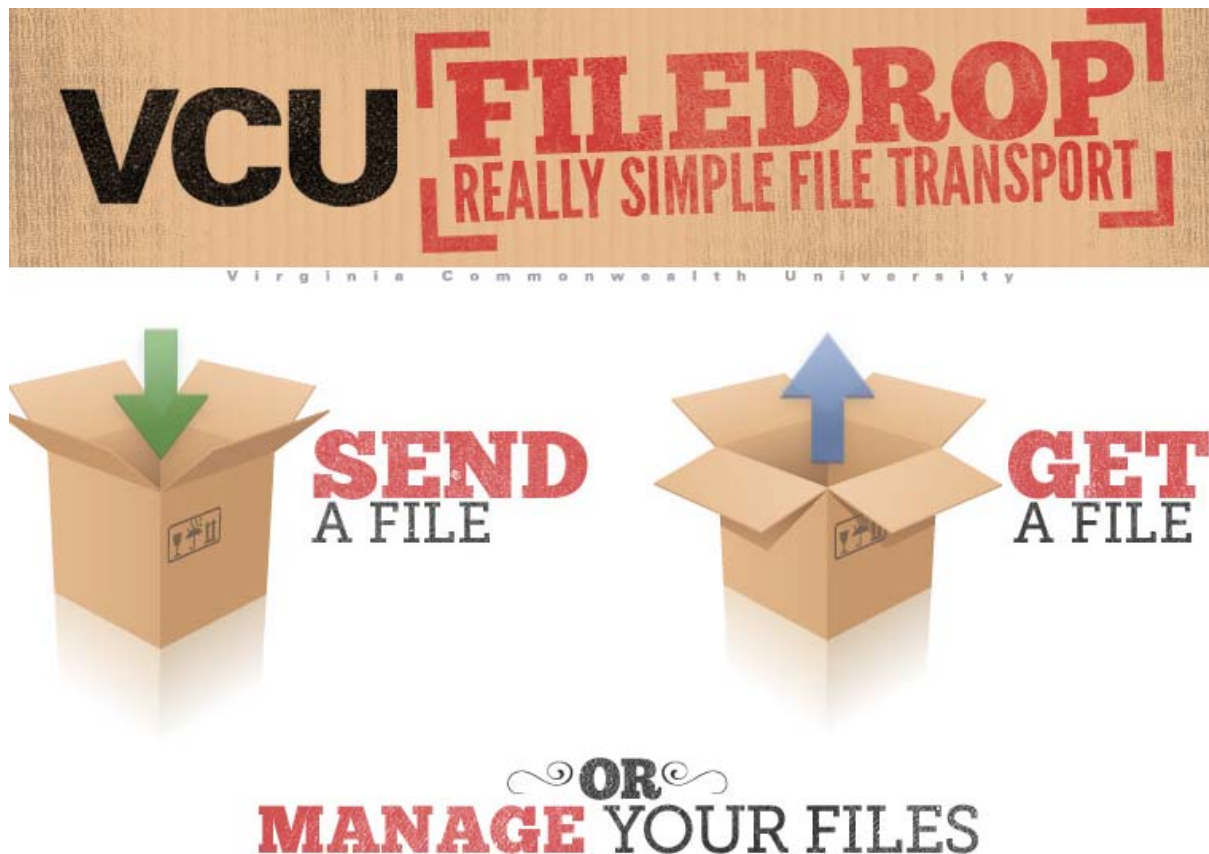 VCU
FILEDROP
REALLY SIMPLE FILE TRANSPORT
Virginia Commonwealth University
SEND
A FILE
GET
A FILE
OR
MANAGE YOUR FILES